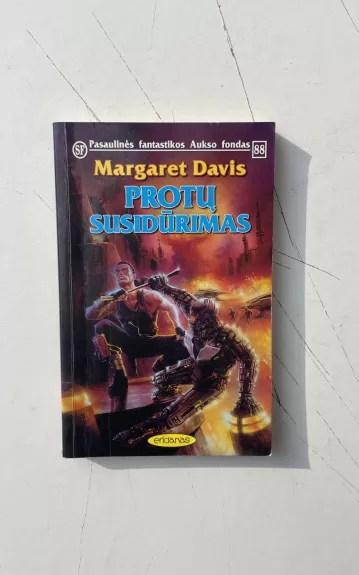 SF Pasaulinės fantastikos Aukso fondas 88
Margaret Davis
PROTŲ
SUSIDŪRIMAS
eridanas